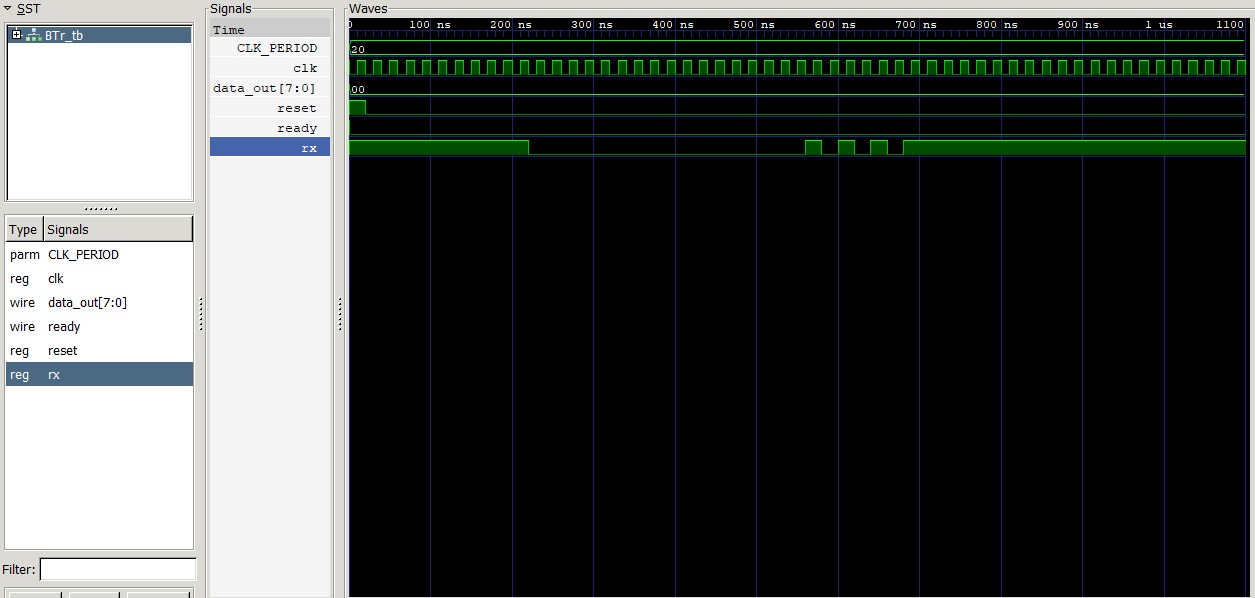 SST
BTr_tb
Type Signals
parm CLK_PERIOD
reg clk
wire data_out[7:0]
wire ready
reg reset
reg rx
Filter:
Signals
Time
CLK_PERIOD
clk
data_out[7:0]
reset
ready
rx
Waves
0 100 ns 200 ns 300 ns 400 ns 500 ns 600 ns 700 ns 800 ns 900 ns 1 us 1100
20
00